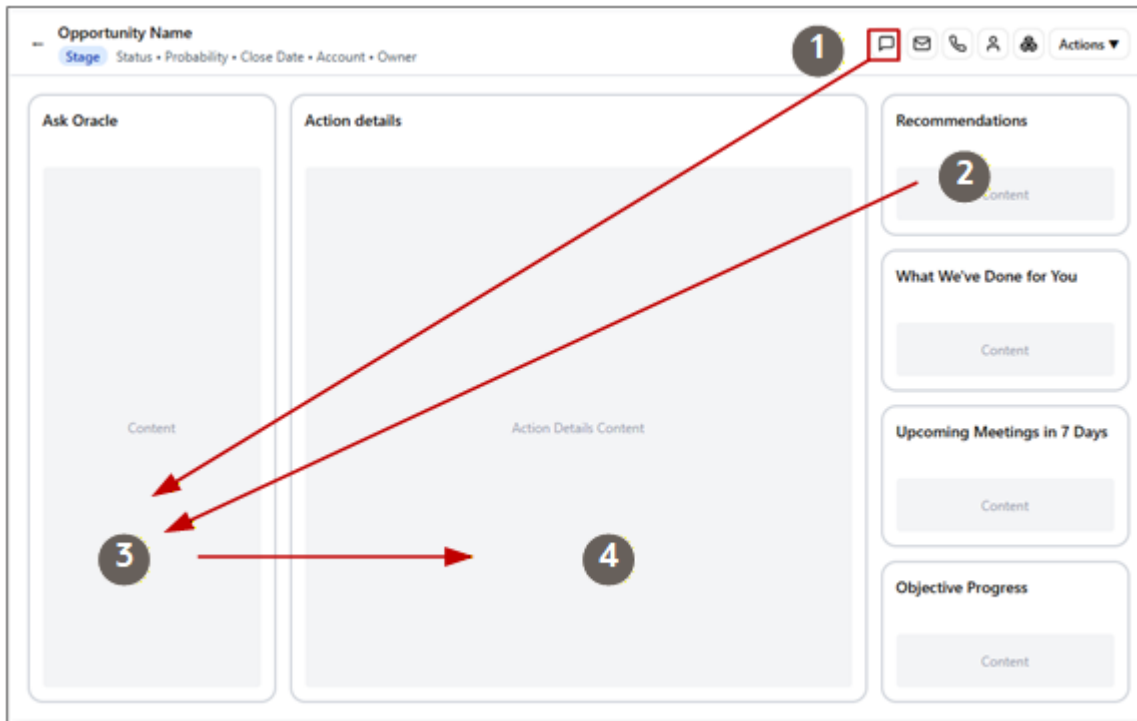 ← Opportunity Name
Stage Status • Probability • Close Date • Account • Owner
1
Actions ▼
Ask Oracle
Content
3
Action details
Action Details Content
4
Recommendations
2
Content
What We've Done for You
Content
Upcoming Meetings in 7 Days
Content
Objective Progress
Content